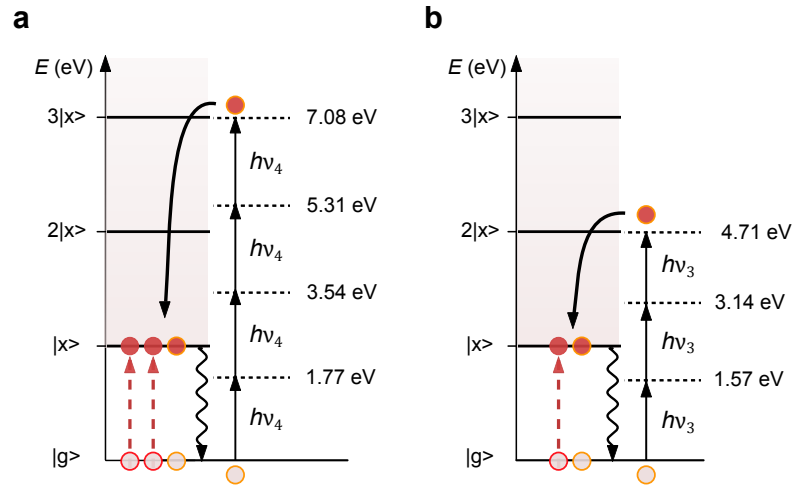 a
E (eV)
3|x>
7.08 eV
hν₄
5.31 eV
hν₄
2|x>
3.54 eV
hν₄
|x>
1.77 eV
hν₄
|g>
b
E (eV)
3|x>
2|x>
4.71 eV
hν₃
3.14 eV
hν₃
|x>
1.57 eV
hν₃
|g>